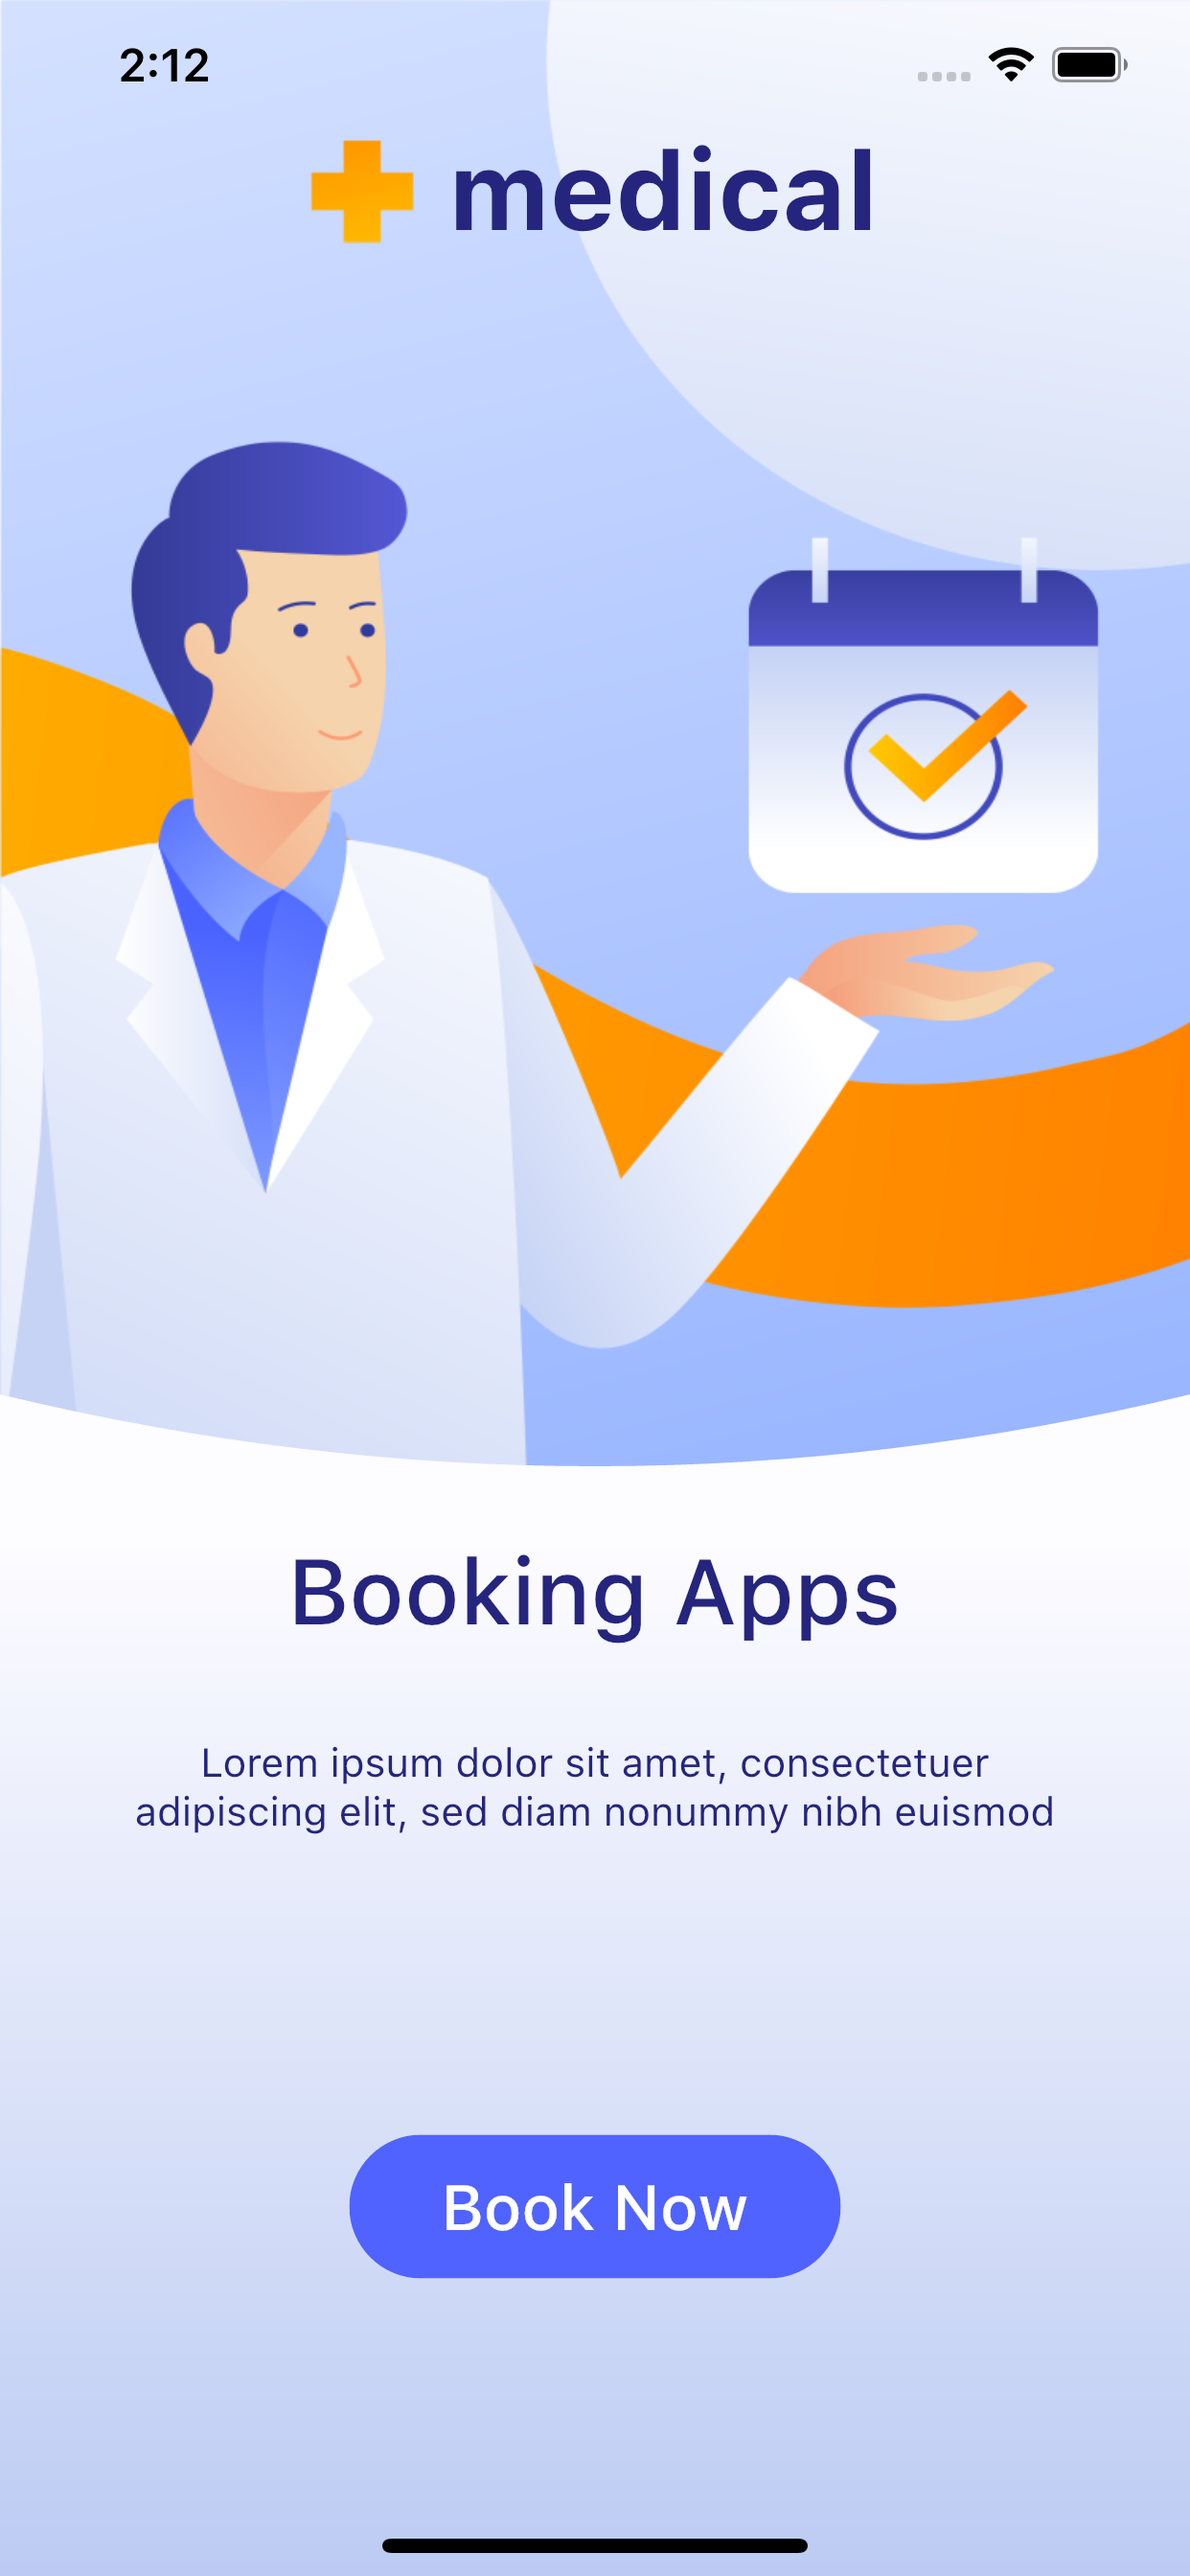 2:12
medical
Booking Apps
Lorem ipsum dolor sit amet, consectetuer
adipiscing elit, sed diam nonummy nibh euismod
Book Now